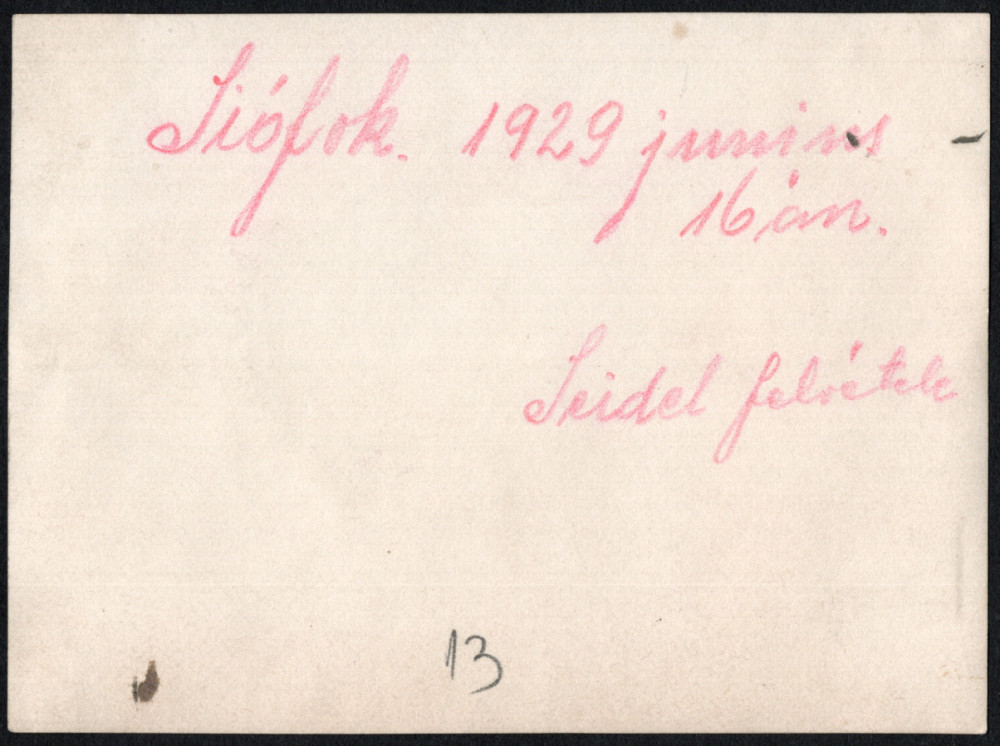 Siófok. 1929 junius
16án.
Seidel felvétele
13